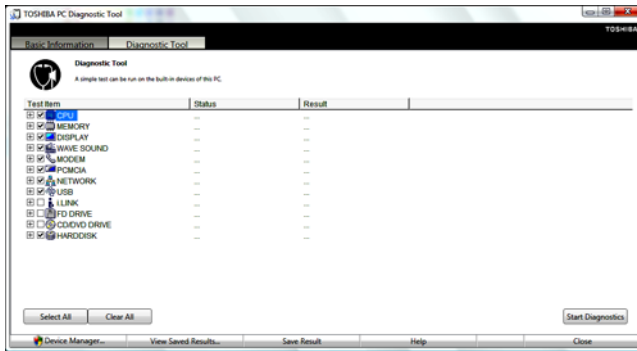 TOSHIBA PC Diagnostic Tool
TOSHIBA
Basic Information Diagnostic Tool
Diagnostic Tool
A simple test can be run on the built-in devices of this PC.
Test Item Status Result
CPU ... ...
MEMORY ... ...
DISPLAY ... ...
WAVE SOUND ... ...
MODEM ... ...
PCMCIA ... ...
NETWORK ... ...
USB ... ...
i.LINK ... ...
FD DRIVE ... ...
CD/DVD DRIVE ... ...
HARDDISK ... ...
Select All Clear All Start Diagnostics
Device Manager... View Saved Results... Save Result Help Close